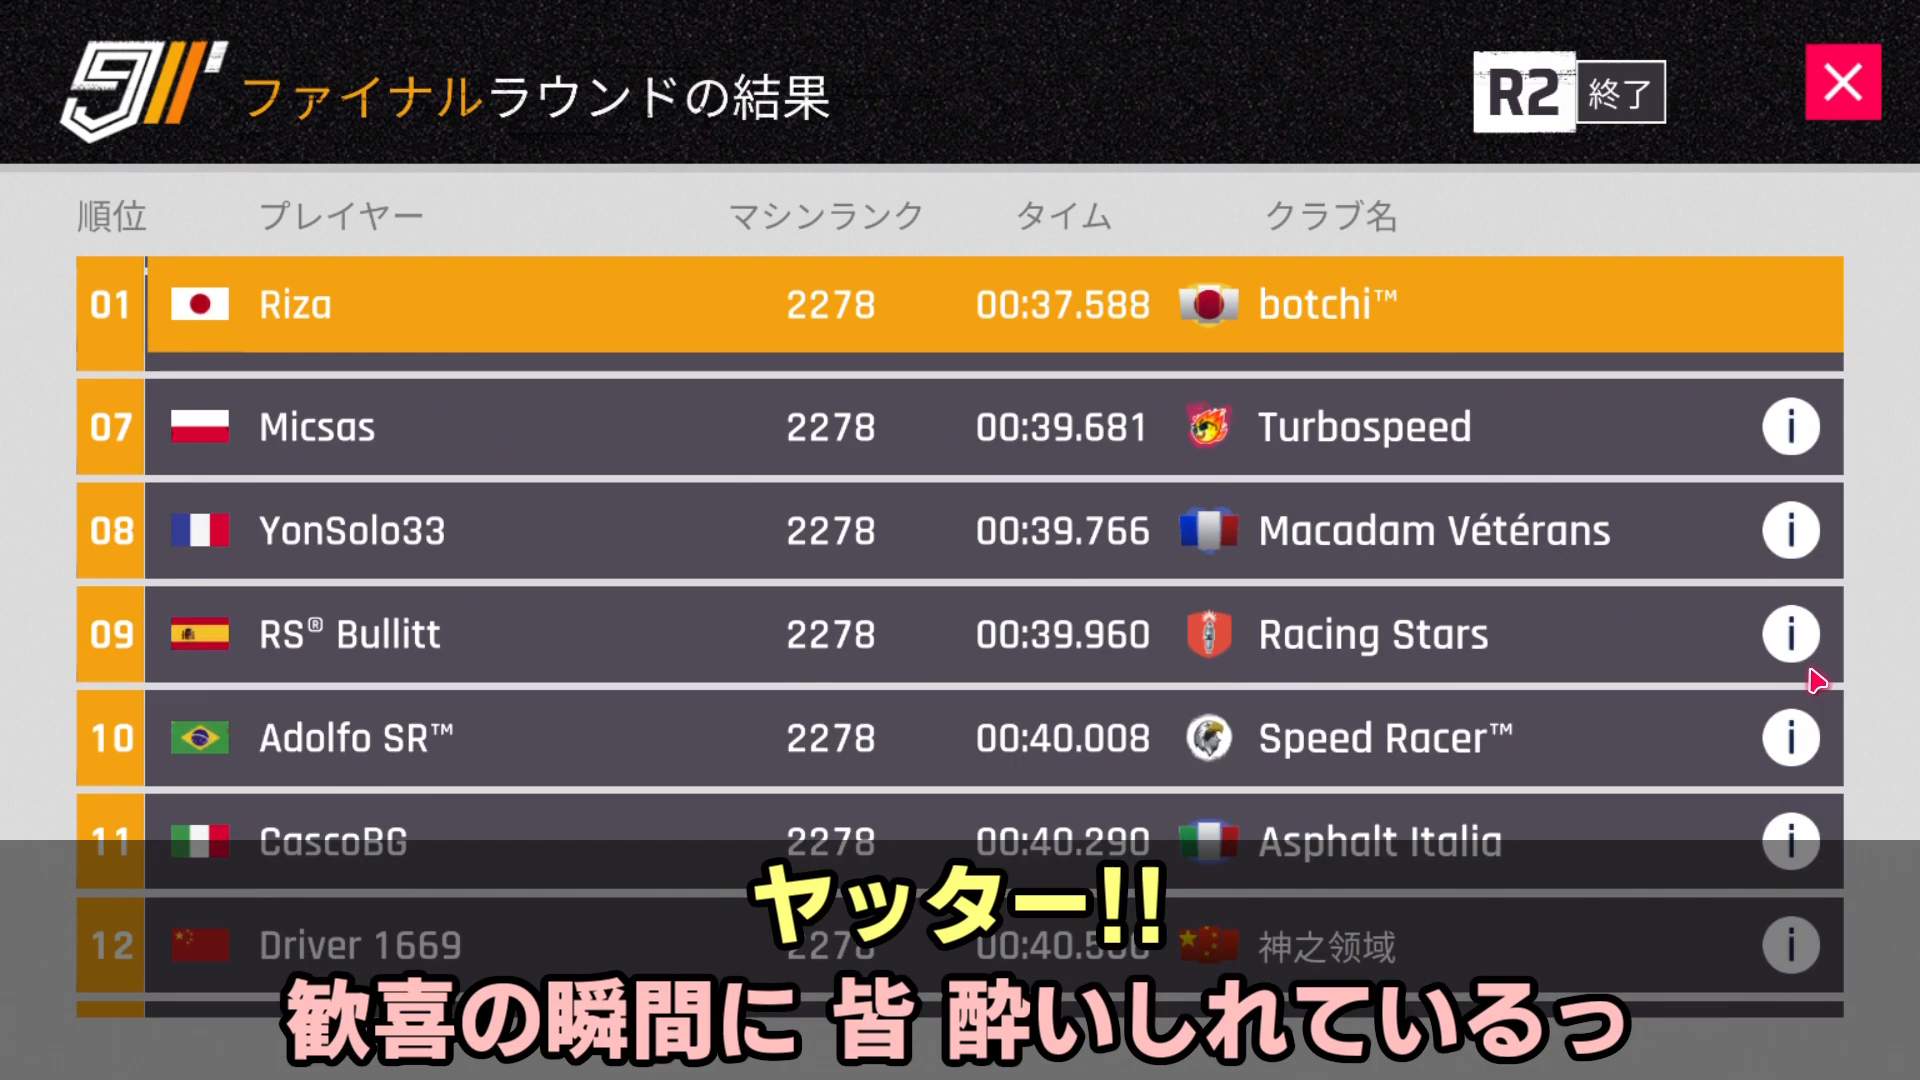 9
ファイナルラウンドの結果
R2 終了
順位 プレイヤー マシンランク タイム クラブ名
01 Riza 2278 00:37.588 botchi™
07 Micsas 2278 00:39.681 Turbospeed i
08 YonSolo33 2278 00:39.766 Macadam Vétérans i
09 RS® Bullitt 2278 00:39.960 Racing Stars i
10 Adolfo SR™ 2278 00:40.008 Speed Racer™ i
11 CascoBG 2278 00:40.290 Asphalt Italia i
12 Driver 1669 2278 神之领域 i
ヤッター!!
歓喜の瞬間に 皆 酔いしれているっ